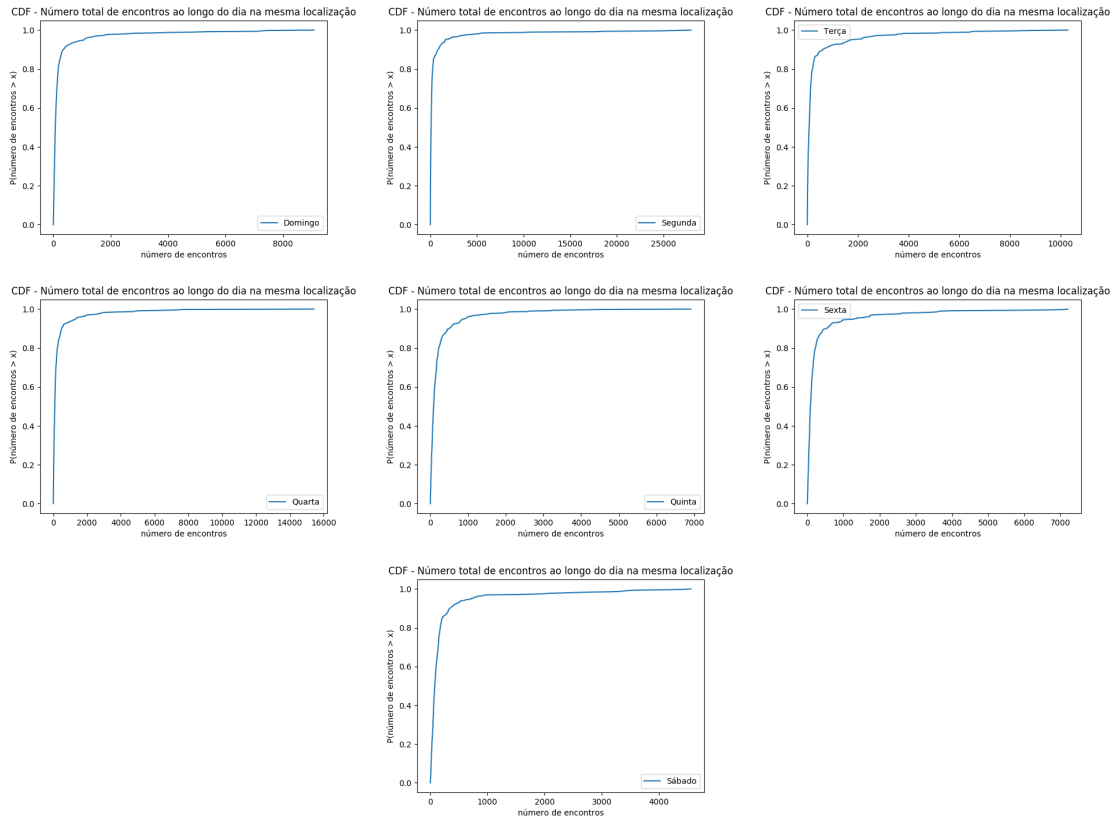 CDF - Número total de encontros ao longo do dia na mesma localização
P(número de encontros > x)
1.0
0.8
0.6
0.4
0.2
0.0
Domingo
0 2000 4000 6000 8000
número de encontros
CDF - Número total de encontros ao longo do dia na mesma localização
P(número de encontros > x)
1.0
0.8
0.6
0.4
0.2
0.0
Segunda
0 5000 10000 15000 20000 25000
número de encontros
CDF - Número total de encontros ao longo do dia na mesma localização
P(número de encontros > x)
Terça
1.0
0.8
0.6
0.4
0.2
0.0
0 2000 4000 6000 8000 10000
número de encontros
CDF - Número total de encontros ao longo do dia na mesma localização
P(número de encontros > x)
1.0
0.8
0.6
0.4
0.2
0.0
Quarta
0 2000 4000 6000 8000 10000 12000 14000 16000
número de encontros
CDF - Número total de encontros ao longo do dia na mesma localização
P(número de encontros > x)
1.0
0.8
0.6
0.4
0.2
0.0
Quinta
0 1000 2000 3000 4000 5000 6000 7000
número de encontros
CDF - Número total de encontros ao longo do dia na mesma localização
P(número de encontros > x)
Sexta
1.0
0.8
0.6
0.4
0.2
0.0
0 1000 2000 3000 4000 5000 6000 7000
número de encontros
CDF - Número total de encontros ao longo do dia na mesma localização
P(número de encontros > x)
1.0
0.8
0.6
0.4
0.2
0.0
Sábado
0 1000 2000 3000 4000
número de encontros